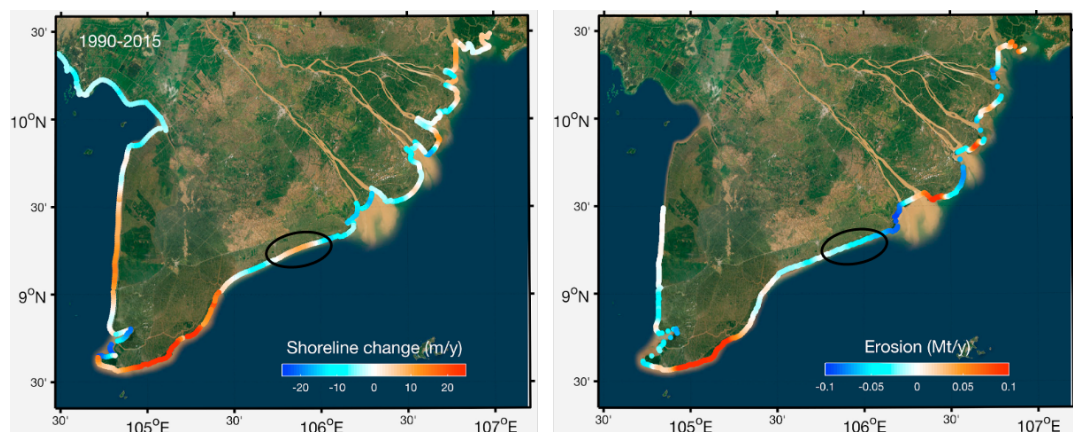 1990-2015
30'
10°N
30'
9°N
30'
Shoreline change (m/y)
-20 -10 0 10 20
30' 105°E 30' 106°E 30' 107°E
30'
10°N
30'
9°N
30'
Erosion (Mt/y)
-0.1 -0.05 0 0.05 0.1
30' 105°E 30' 106°E 30' 107°E